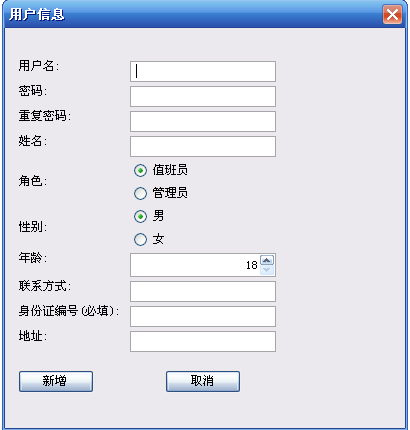 用户信息
用户名:
密码:
重复密码:
姓名:
角色:
值班员
管理员
性别:
男
女
年龄:
18
联系方式:
身份证编号(必填):
地址:
新增
取消